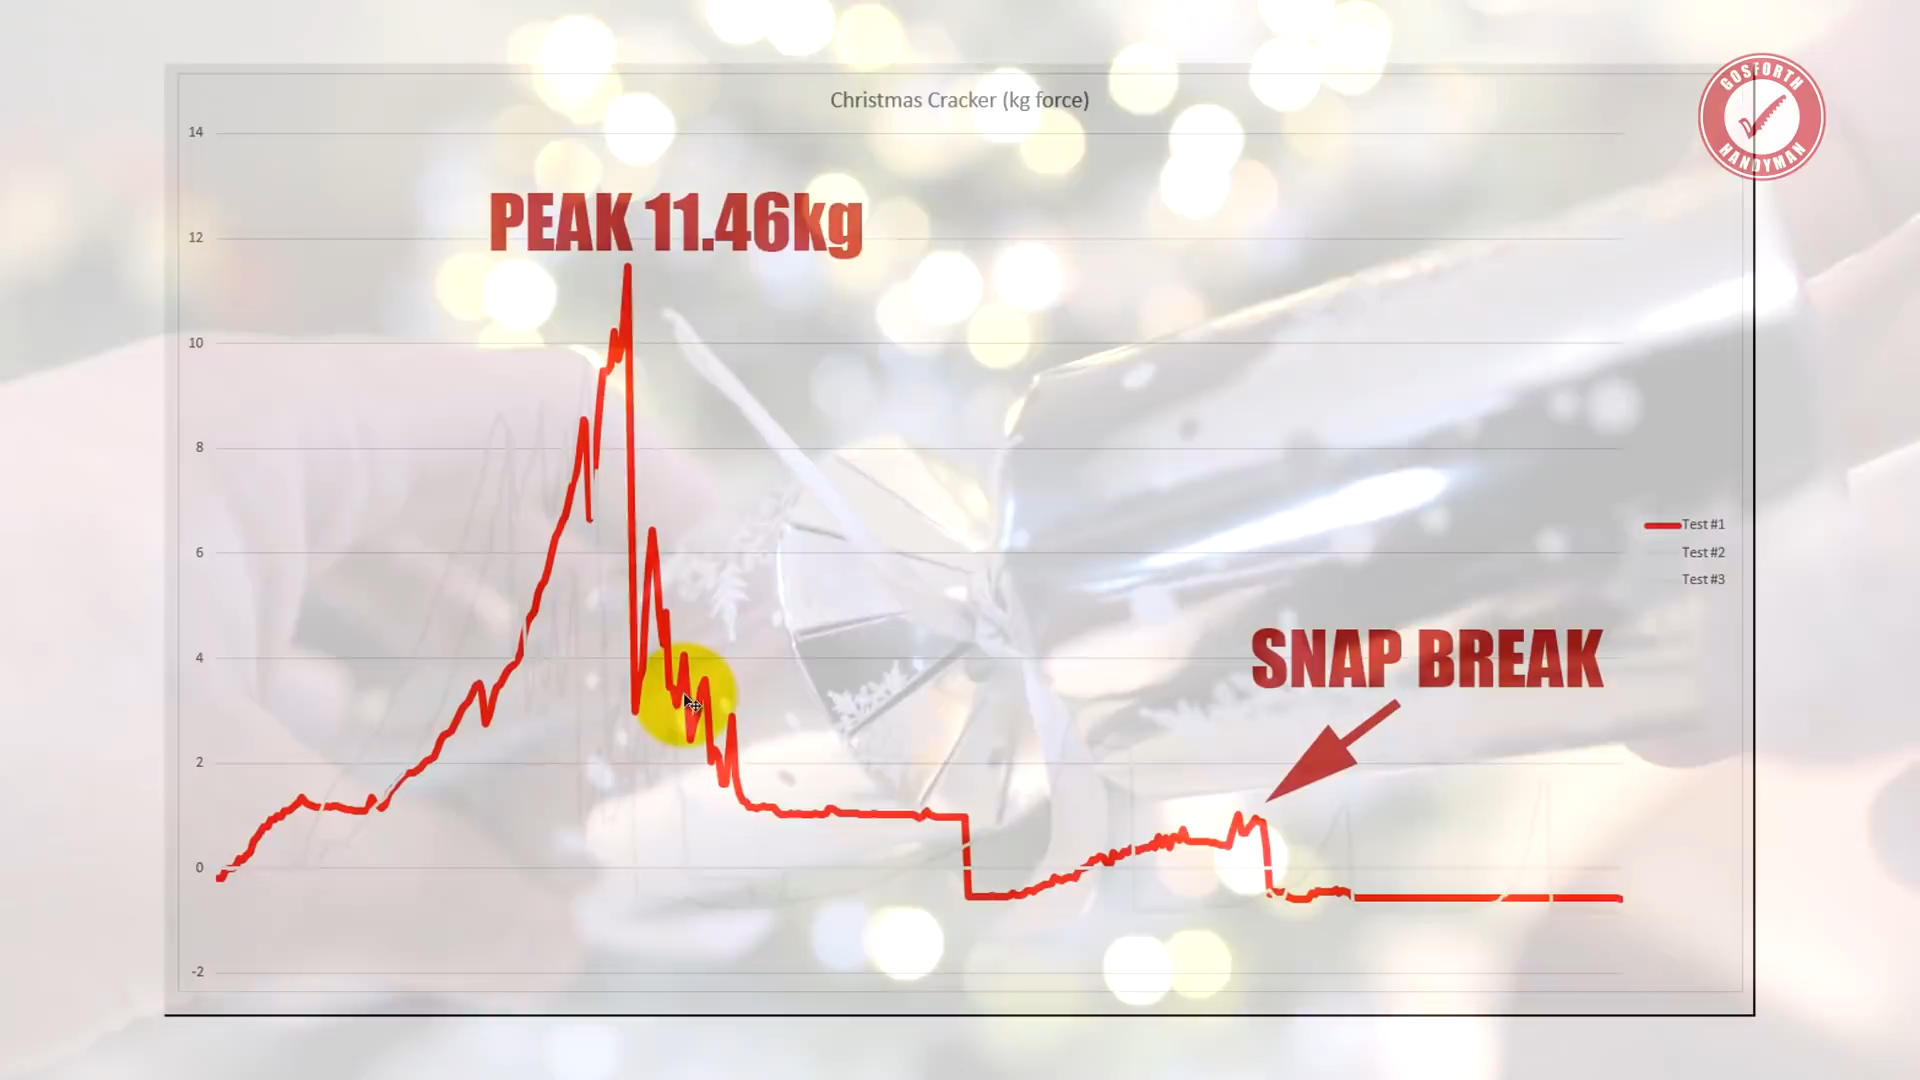 Christmas Cracker (kg force)
GOSFORTH
HANDYMAN
14
PEAK 11.46kg
12
10
8
6
4
2
0
-2
Test #1
Test #2
Test #3
SNAP BREAK